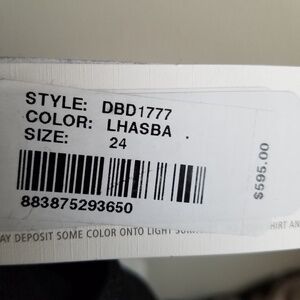 STYLE: DBD1777
COLOR: LHASBA
SIZE: 24
883875293650
$595.00
AY DEPOSIT SOME COLOR ONTO LIGHT
HIRT AN